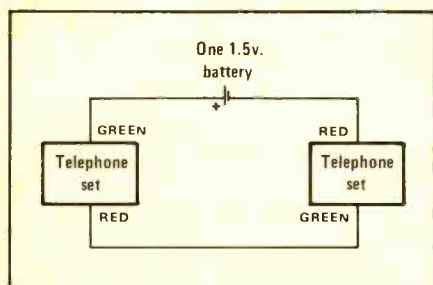 One 1.5v.
battery
+
GREEN
RED
Telephone
set
Telephone
set
RED
GREEN